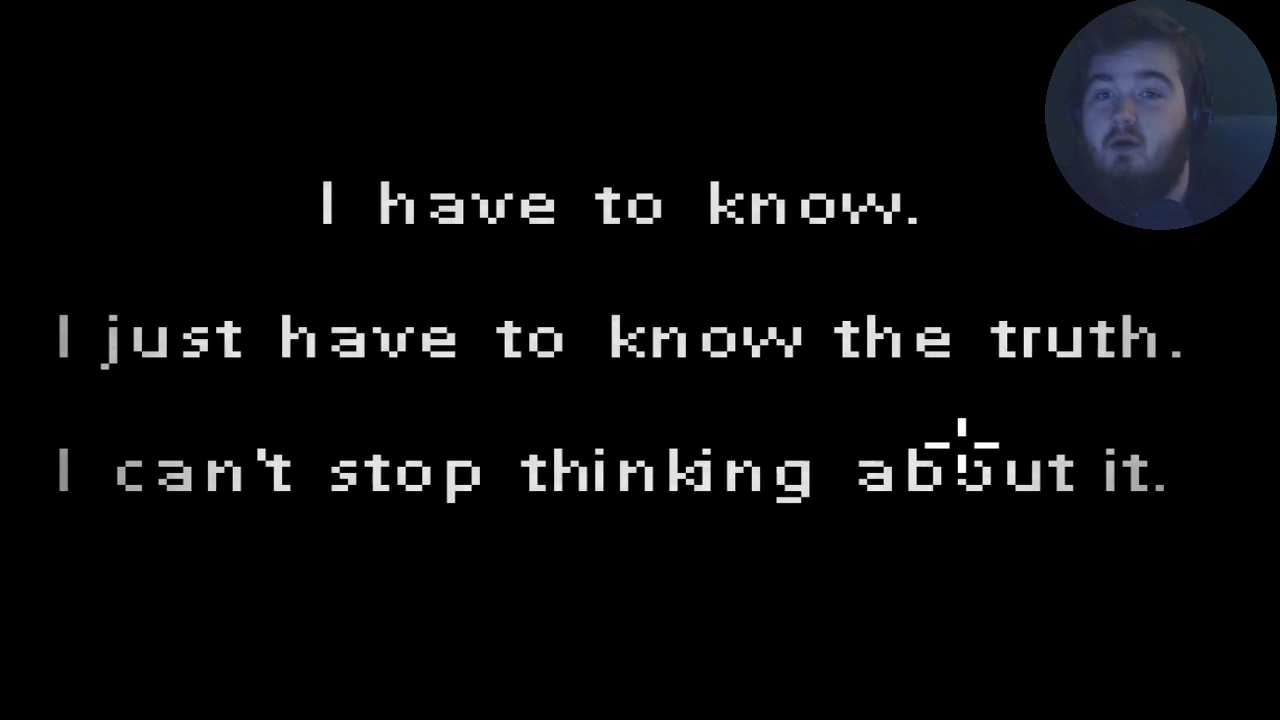 I have to know.
I just have to know the truth.
I can't stop thinking about it.